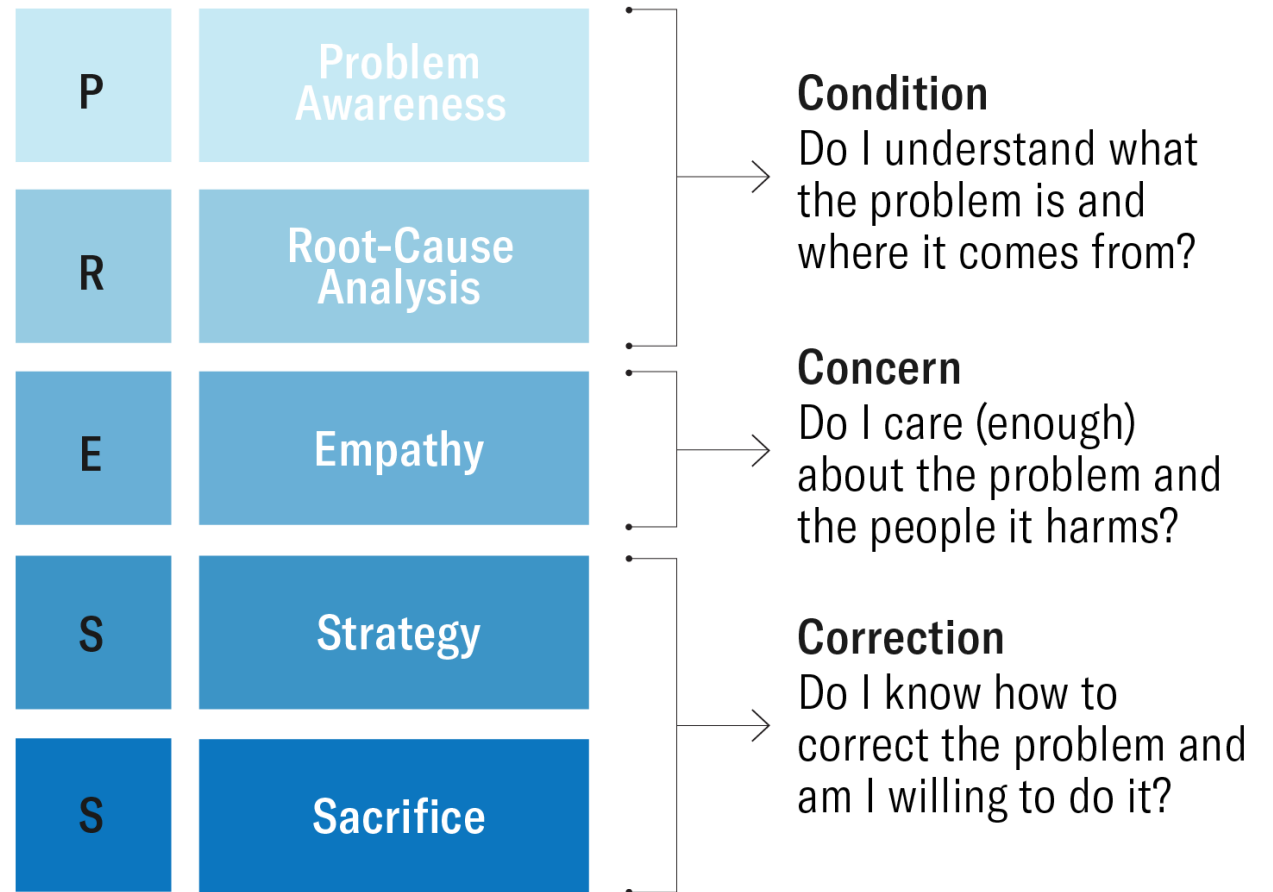 P
Problem
Awareness
R
Root-Cause
Analysis
E
Empathy
S
Strategy
S
Sacrifice
Condition
Do I understand what
the problem is and
where it comes from?
Concern
Do I care (enough)
about the problem and
the people it harms?
Correction
Do I know how to
correct the problem and
am I willing to do it?